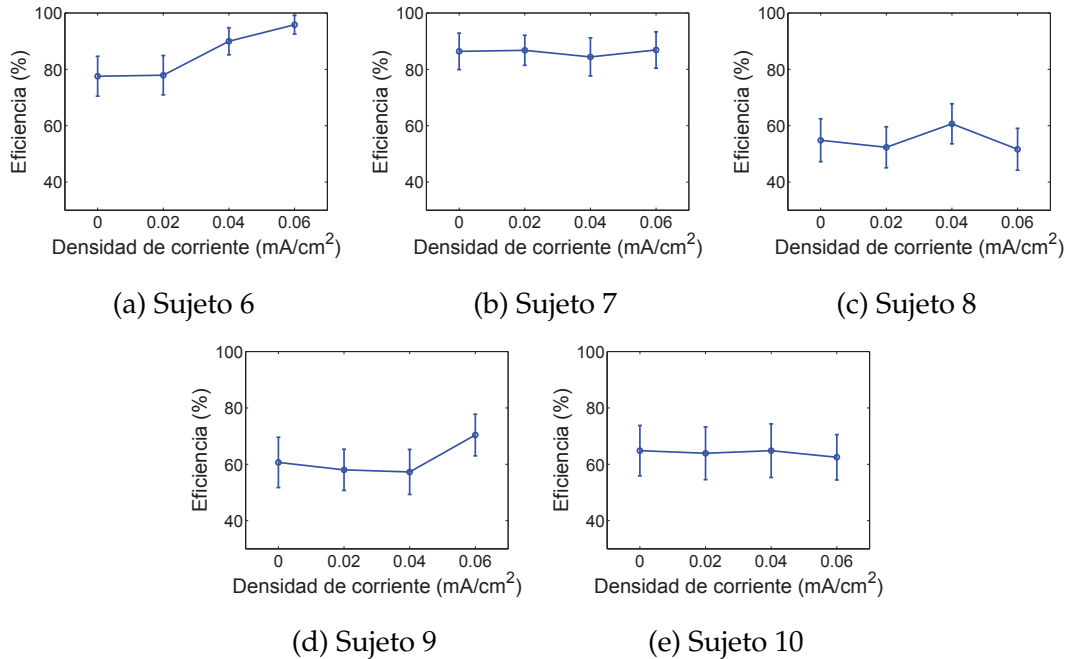 100
80
60
40
Eficiencia (%)
0 0.02 0.04 0.06
Densidad de corriente (mA/cm²)
(a) Sujeto 6
100
80
60
40
Eficiencia (%)
0 0.02 0.04 0.06
Densidad de corriente (mA/cm²)
(b) Sujeto 7
100
80
60
40
Eficiencia (%)
0 0.02 0.04 0.06
Densidad de corriente (mA/cm²)
(c) Sujeto 8
100
80
60
40
Eficiencia (%)
0 0.02 0.04 0.06
Densidad de corriente (mA/cm²)
(d) Sujeto 9
100
80
60
40
Eficiencia (%)
0 0.02 0.04 0.06
Densidad de corriente (mA/cm²)
(e) Sujeto 10